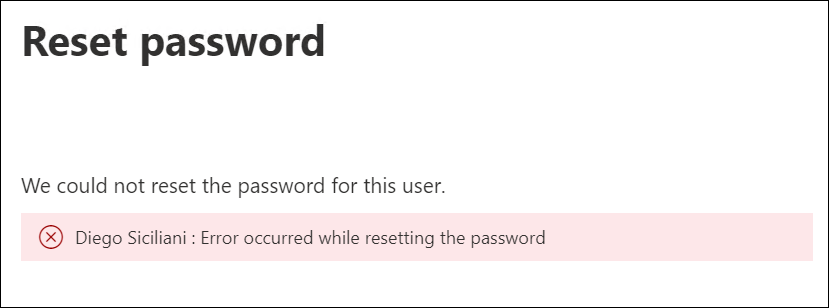 Reset password
We could not reset the password for this user.
Diego Siciliani : Error occurred while resetting the password